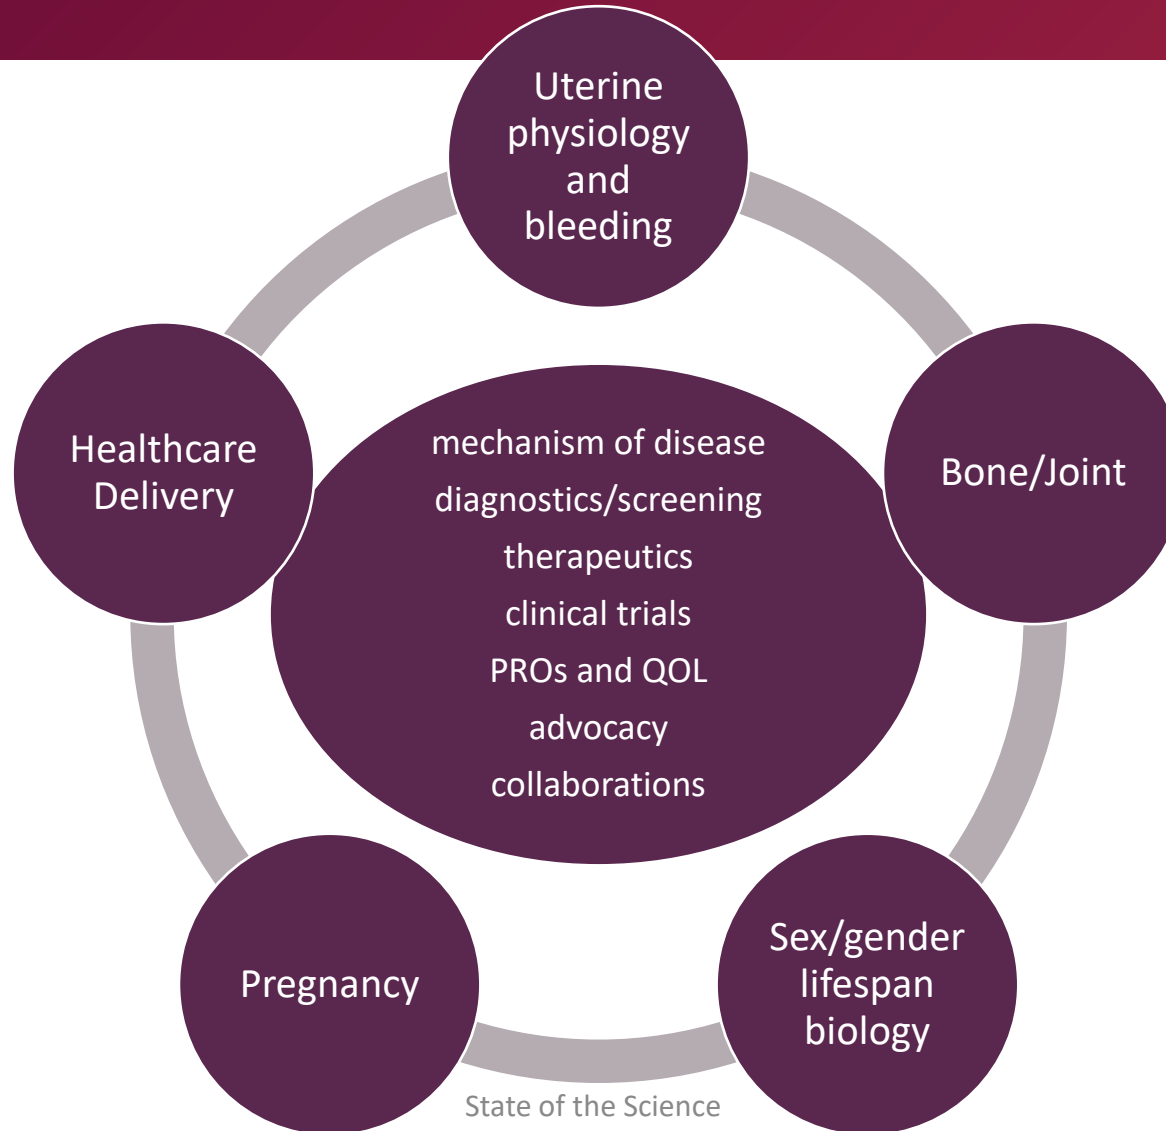 Uterine
physiology
and
bleeding
Healthcare
Delivery
mechanism of disease
diagnostics/screening
therapeutics
clinical trials
PROs and QOL
advocacy
collaborations
Bone/Joint
Pregnancy
Sex/gender
lifespan
biology
State of the Science